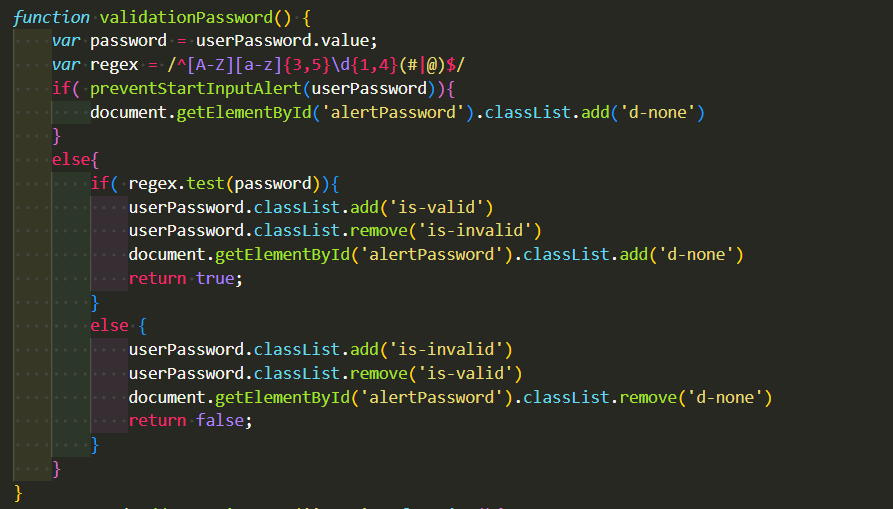 function validationPassword() {
    var password = userPassword.value;
    var regex = /^[A-Z][a-z]{3,5}\d{1,4}(#|@)$/
    if( preventStartInputAlert(userPassword)){
        document.getElementById('alertPassword').classList.add('d-none')
    }
    else{
        if( regex.test(password)){
            userPassword.classList.add('is-valid')
            userPassword.classList.remove('is-invalid')
            document.getElementById('alertPassword').classList.add('d-none')
            return true;
        }
        else {
            userPassword.classList.add('is-invalid')
            userPassword.classList.remove('is-valid')
            document.getElementById('alertPassword').classList.remove('d-none')
            return false;
        }
    }
}